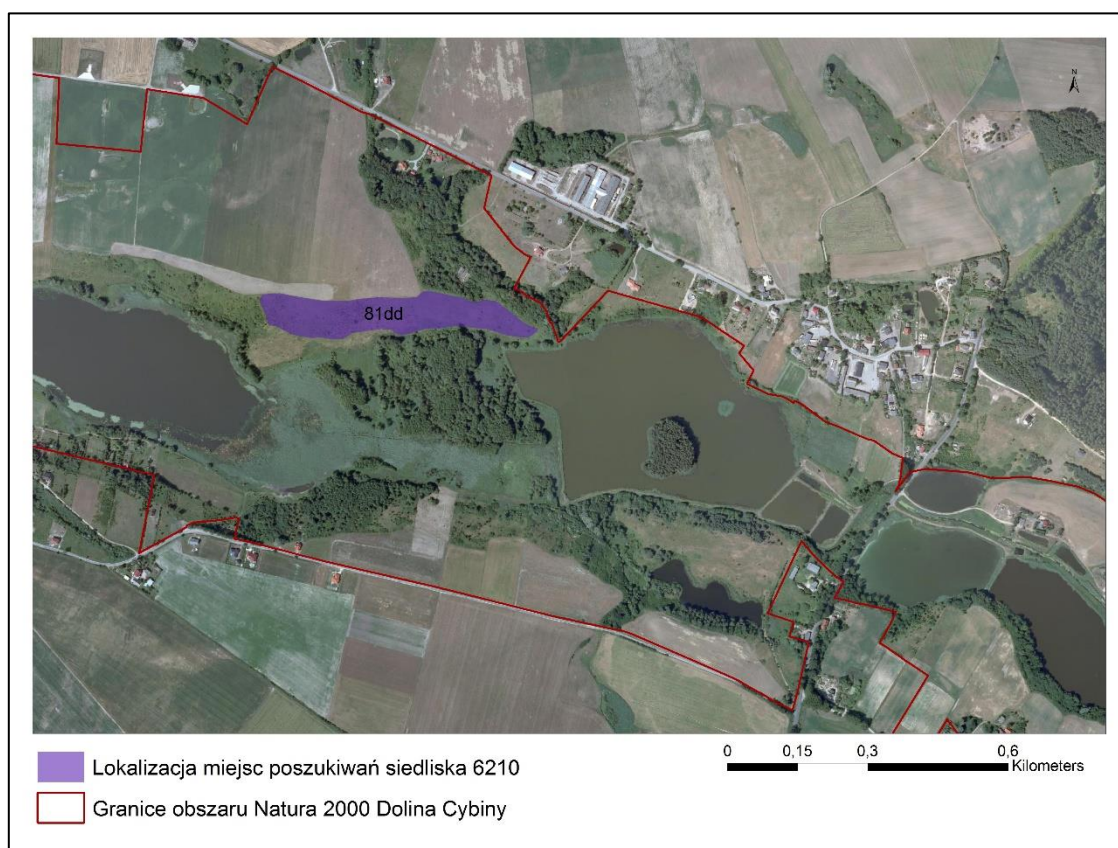 N
81dd
Lokalizacja miejsc poszukiwań siedliska 6210
Granice obszaru Natura 2000 Dolina Cybiny
0 0,15 0,3 0,6
Kilometers